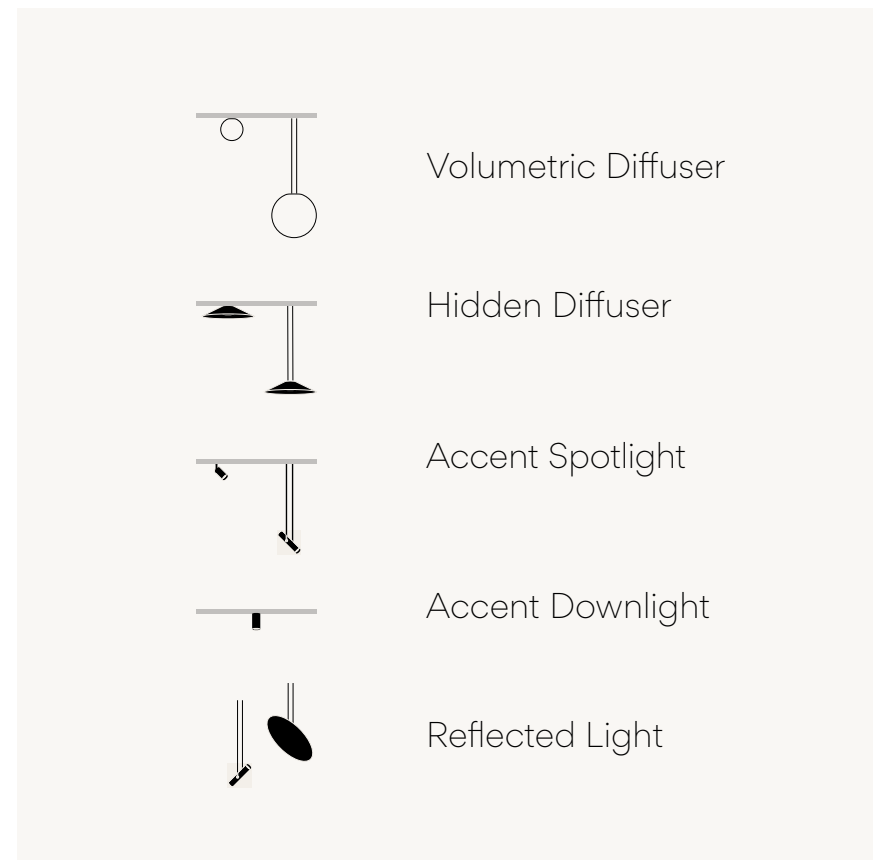 Volumetric Diffuser
Hidden Diffuser
Accent Spotlight
Accent Downlight
Reflected Light